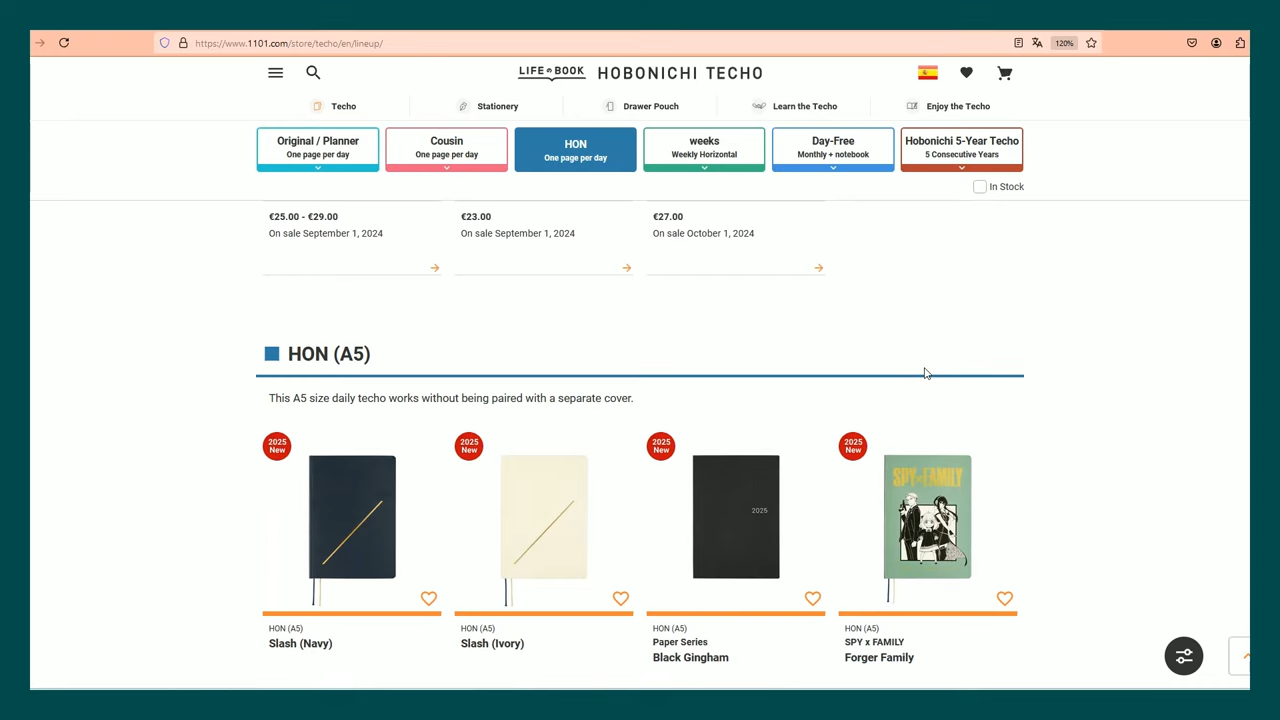 https://www.1101.com/store/techo/en/lineup/
120%
LIFE BOOK HOBONICHI TECHO
Techo
Stationery
Drawer Pouch
Learn the Techo
Enjoy the Techo
Original / Planner
One page per day
Cousin
One page per day
HON
One page per day
weeks
Weekly Horizontal
Day-Free
Monthly + notebook
Hobonichi 5-Year Techo
5 Consecutive Years
In Stock
€25.00 - €29.00
On sale September 1, 2024
€23.00
On sale September 1, 2024
€27.00
On sale October 1, 2024
HON (A5)
This A5 size daily techo works without being paired with a separate cover.
2025
New
2025
New
2025
New
2025
New
2025
SPY×FAMILY
HON (A5)
Slash (Navy)
HON (A5)
Slash (Ivory)
HON (A5)
Paper Series
Black Gingham
HON (A5)
SPY x FAMILY
Forger Family